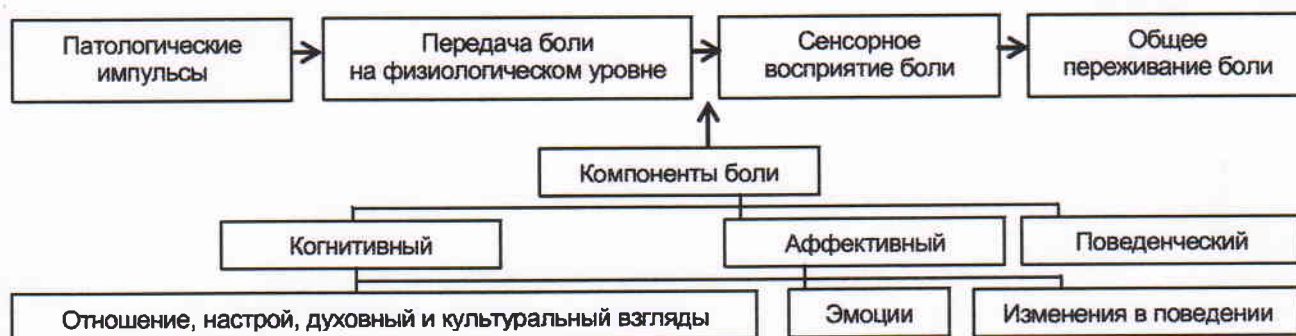 Патологические
импульсы
Передача боли
на физиологическом уровне
Сенсорное
восприятие боли
Общее
переживание боли
Компоненты боли
Когнитивный
Аффективный
Поведенческий
Отношение, настрой, духовный и культуральный взгляды
Эмоции
Изменения в поведении